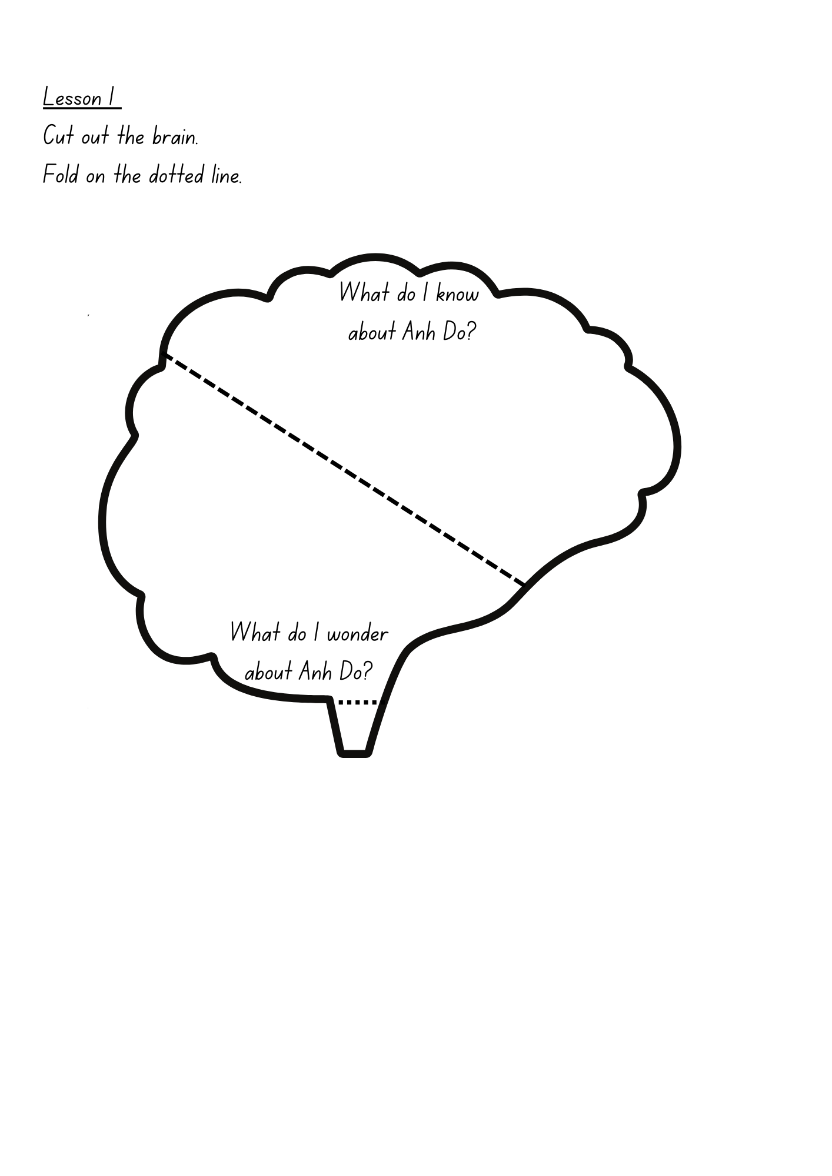 Lesson 1
Cut out the brain.
Fold on the dotted line.
What do I know
about Anh Do?
What do I wonder
about Anh Do?